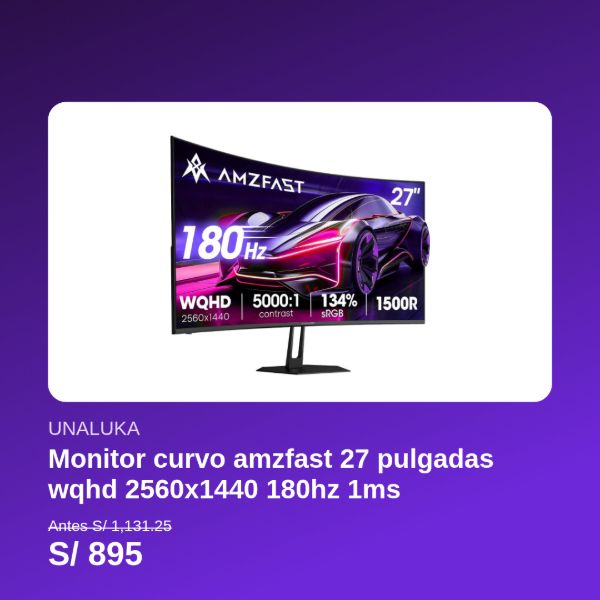 AMZFAST
27"
180Hz
WQHD
2560x1440
5000:1
contrast
134%
sRGB
1500R
UNALUKA
Monitor curvo amzfast 27 pulgadas
wqhd 2560x1440 180hz 1ms
Antes S/ 1,131.25
S/ 895